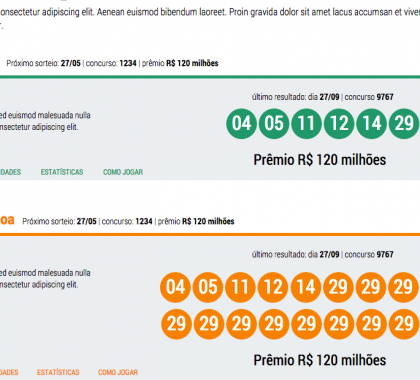 onsectetur adipiscing elit. Aenean euismod bibendum laoreet. Proin gravida dolor sit amet lacus accumsan et viver
r.
Próximo sorteio: 27/05 | concurso: 1234 | prêmio R$ 120 milhões
último resultado: dia 27/09 | concurso 9767
ed euismod malesuada nulla
nsectetur adipiscing elit.
04 05 11 12 14 29
Prêmio R$ 120 milhões
DADES ESTATÍSTICAS COMO JOGAR
oa Próximo sorteio: 27/05 | concurso: 1234 | prêmio R$ 120 milhões
último resultado: dia 27/09 | concurso 9767
ed euismod malesuada nulla
nsectetur adipiscing elit.
04 05 11 12 14 29 29 29
29 29 29 29 29 29 29 29
Prêmio R$ 120 milhões
DADES ESTATÍSTICAS COMO JOGAR